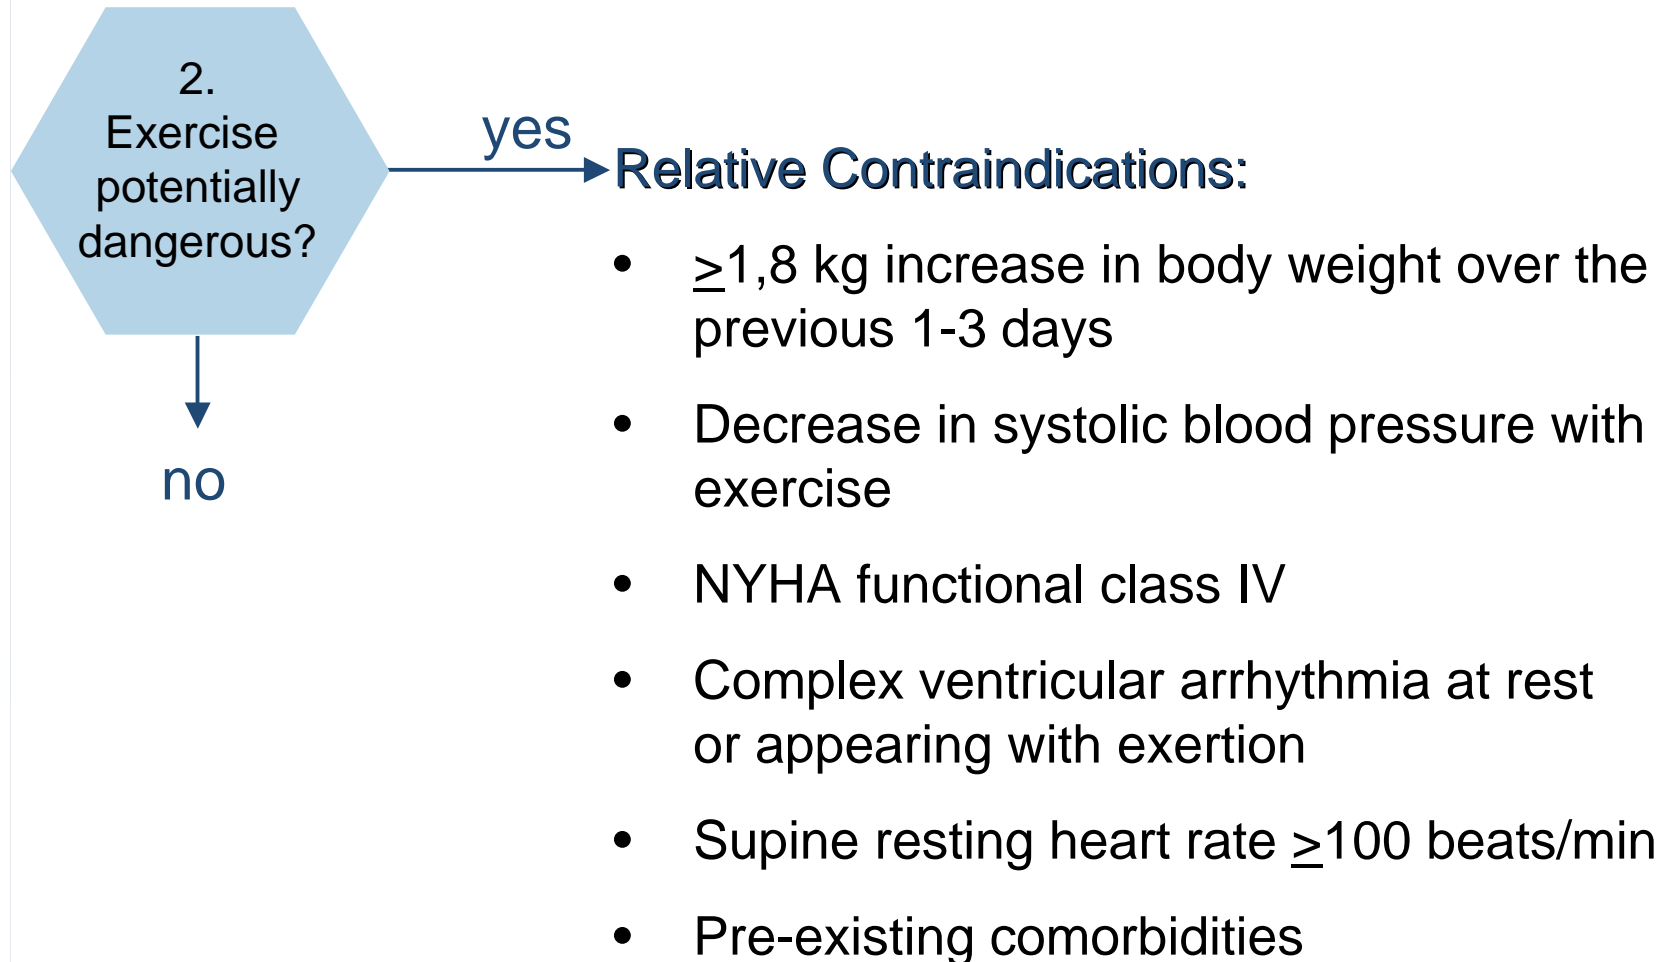 2.
Exercise
potentially
dangerous?
yes
no
Relative Contraindications:
• ≥1,8 kg increase in body weight over the
previous 1-3 days
• Decrease in systolic blood pressure with
exercise
• NYHA functional class IV
• Complex ventricular arrhythmia at rest
or appearing with exertion
• Supine resting heart rate ≥100 beats/min
• Pre-existing comorbidities